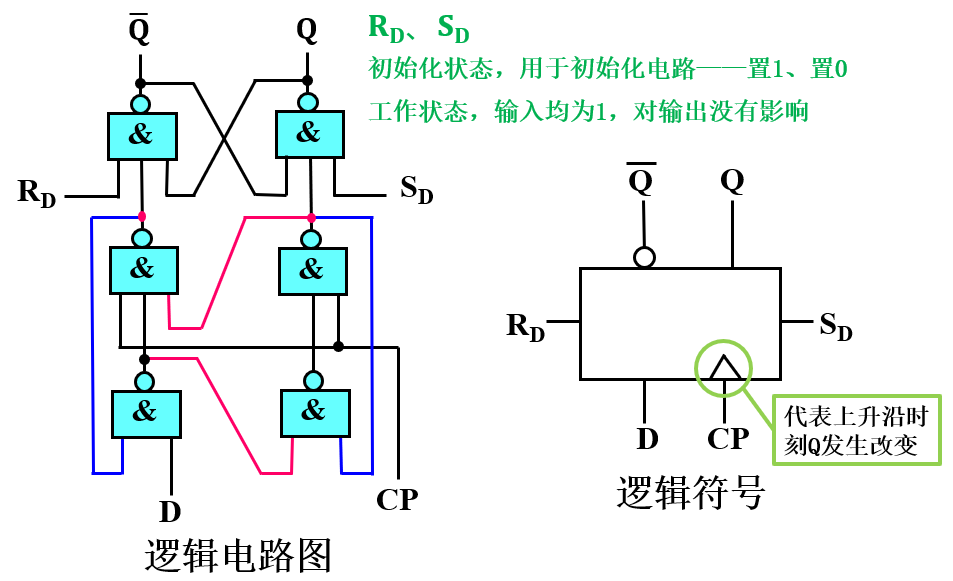 Q̅
Q
R_D、 S_D
初始化状态，用于初始化电路——置1、置0
工作状态，输入均为1，对输出没有影响
&
&
R_D
S_D
&
&
&
&
D
CP
逻辑电路图
Q̅
Q
R_D
S_D
D
CP
代表上升沿时
刻Q发生改变
逻辑符号